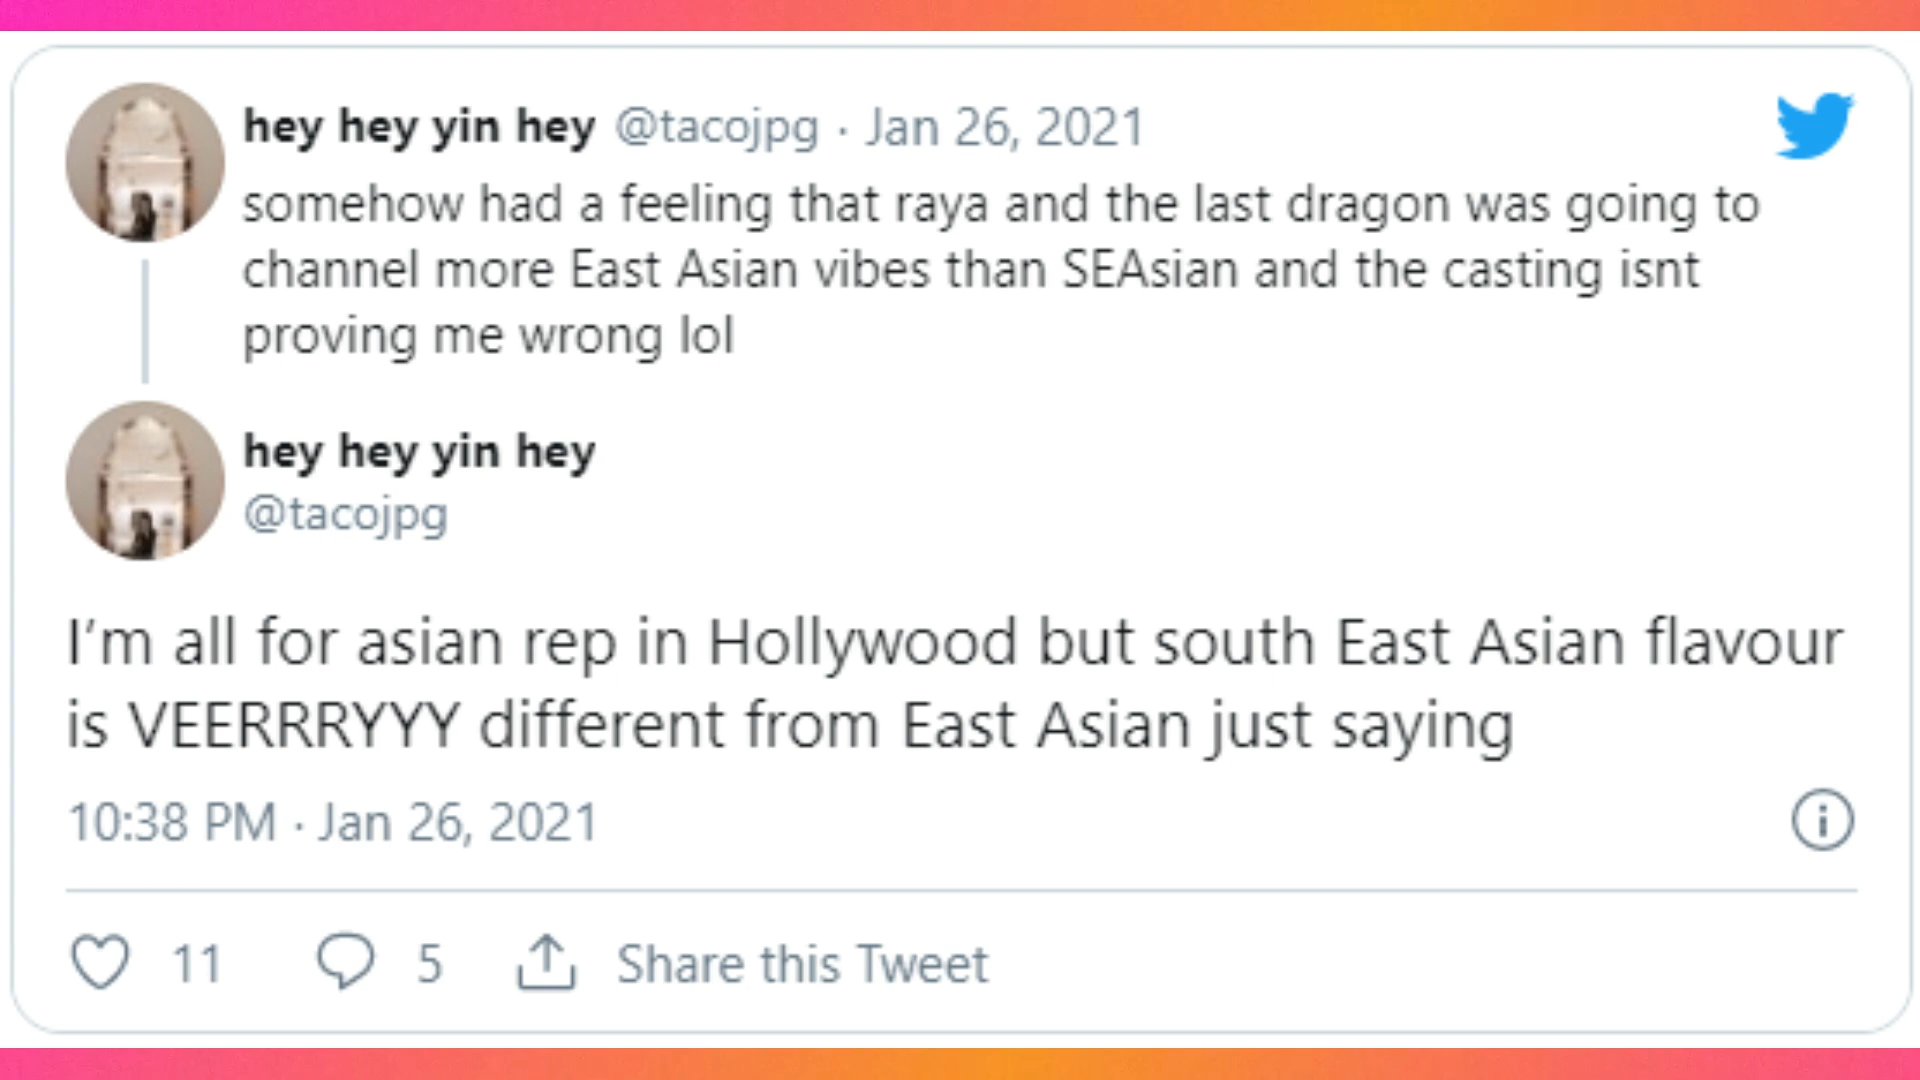 hey hey yin hey @tacojpg · Jan 26, 2021
somehow had a feeling that raya and the last dragon was going to
channel more East Asian vibes than SEAsian and the casting isnt
proving me wrong lol
hey hey yin hey
@tacojpg
I’m all for asian rep in Hollywood but south East Asian flavour
is VEERRRYYY different from East Asian just saying
10:38 PM · Jan 26, 2021
11 5 Share this Tweet